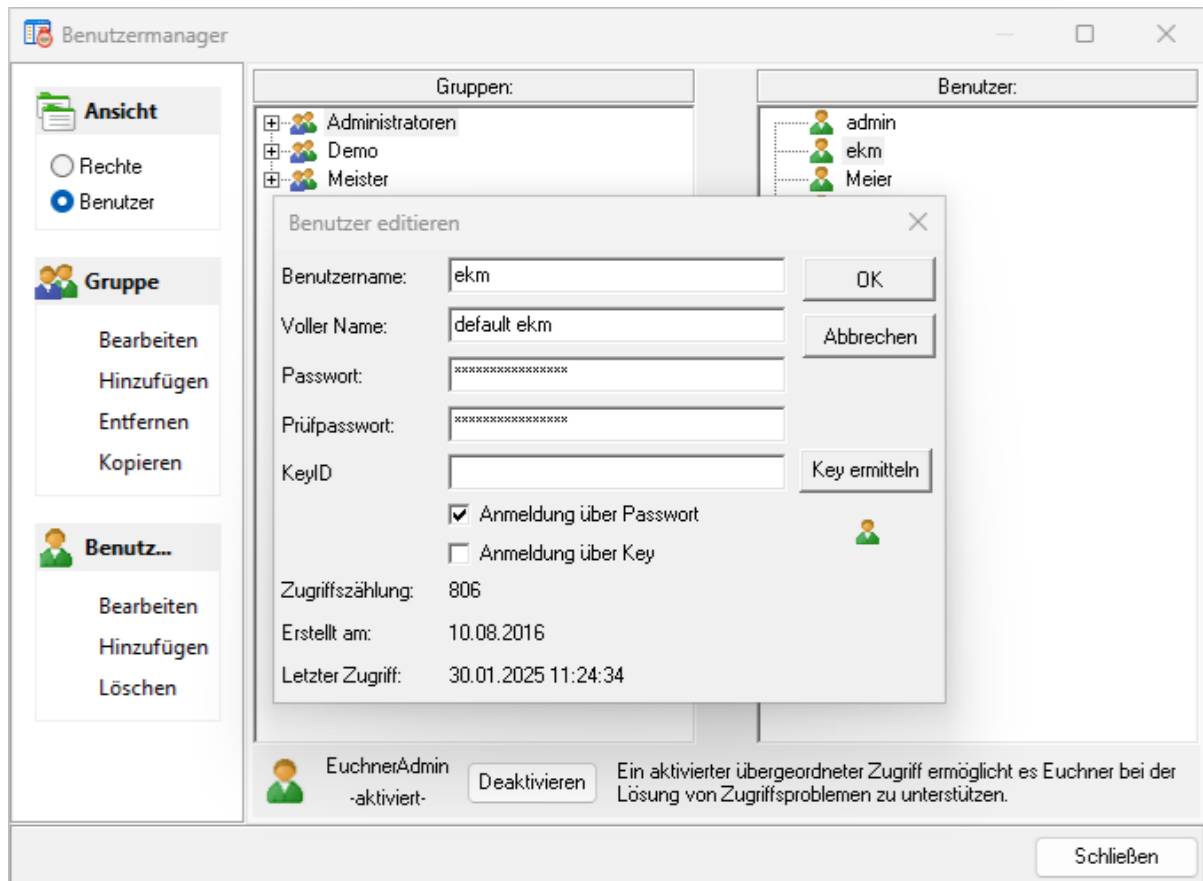 Benutzermanager
Gruppen:
Benutzer:
Ansicht
Rechte
Benutzer
Administratoren
Demo
Meister
admin
ekm
Meier
Gruppe
Bearbeiten
Hinzufügen
Entfernen
Kopieren
Benutz...
Bearbeiten
Hinzufügen
Löschen
Benutzer editieren
Benutzername:
ekm
OK
Voller Name:
default ekm
Abbrechen
Passwort:
****************
Prüfpasswort:
****************
KeyID
Key ermitteln
Anmeldung über Passwort
Anmeldung über Key
Zugriffszählung:
806
Erstellt am:
10.08.2016
Letzter Zugriff:
30.01.2025 11:24:34
EuchnerAdmin
-aktiviert-
Deaktivieren
Ein aktivierter übergeordneter Zugriff ermöglicht es Euchner bei der
Lösung von Zugriffsproblemen zu unterstützen.
Schließen